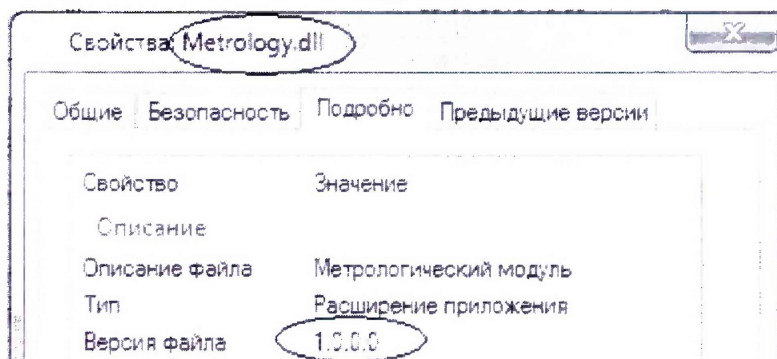 Свойства: Metrology.dll
Общие Безопасность Подробно Предыдущие версии
Свойство Значение
Описание
Описание файла Метрологический модуль
Тип Расширение приложения
Версия файла 1.0.0.0